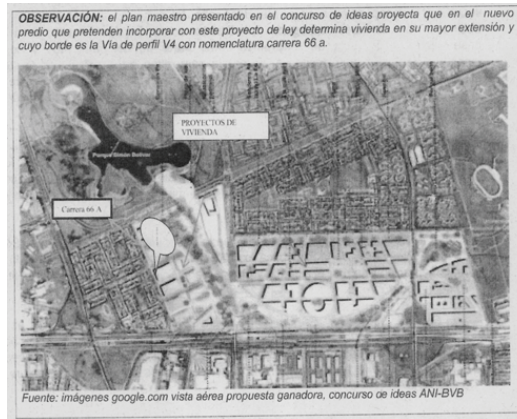 OBSERVACIÓN: el plan maestro presentado en el concurso de ideas proyecta que en el nuevo
predio que pretenden incorporar con este proyecto de ley determina vivienda en su mayor extensión y
cuyo borde es la Vía de perfil V4 con nomenclatura carrera 66 a.
PROYECTOS DE
VIVIENDA
Parque Simón Bolívar
Carrera 66 A
Fuente: imágenes google.com vista aérea propuesta ganadora, concurso de ideas ANI-BVB